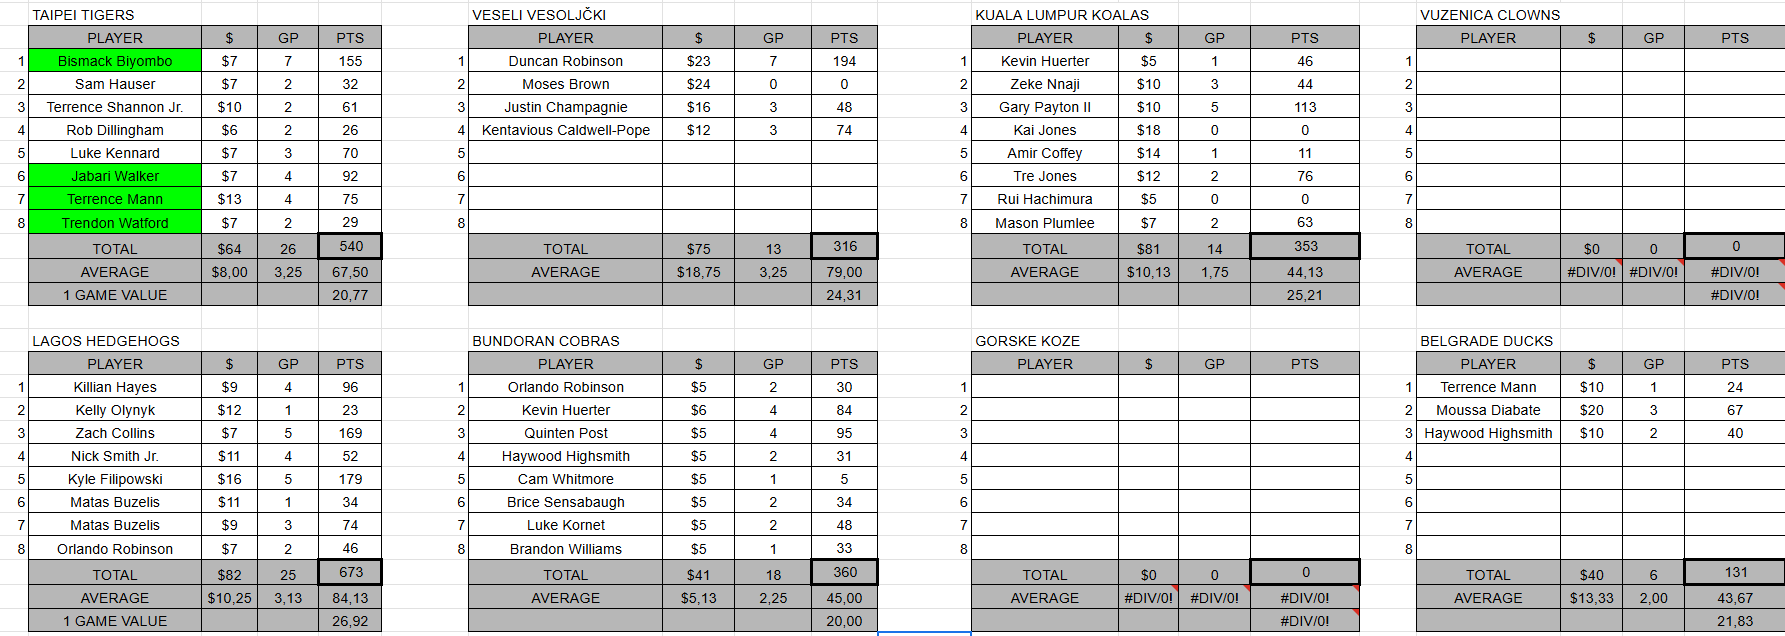 TAIPEI TIGERS VESELI VESOLJČKI KUALA LUMPUR KOALAS VUZENICA CLOWNS
PLAYER $ GP PTS PLAYER $ GP PTS PLAYER $ GP PTS PLAYER $ GP PTS
1 Bismack Biyombo $7 7 155 1 Duncan Robinson $23 7 194 1 Kevin Huerter $5 1 46 1
2 Sam Hauser $7 2 32 2 Moses Brown $24 0 0 2 Zeke Nnaji $10 3 44 2
3 Terrence Shannon Jr. $10 2 61 3 Justin Champagnie $16 3 48 3 Gary Payton II $10 5 113 3
4 Rob Dillingham $6 2 26 4 Kentavious Caldwell-Pope $12 3 74 4 Kai Jones $18 0 0 4
5 Luke Kennard $7 3 70 5 5 Amir Coffey $14 1 11 5
6 Jabari Walker $7 4 92 6 6 Tre Jones $12 2 76 6
7 Terrence Mann $13 4 75 7 7 Rui Hachimura $5 0 0 7
8 Trendon Watford $7 2 29 8 8 Mason Plumlee $7 2 63 8
TOTAL $64 26 540 TOTAL $75 13 316 TOTAL $81 14 353 TOTAL $0 0 0
AVERAGE $8,00 3,25 67,50 AVERAGE $18,75 3,25 79,00 AVERAGE $10,13 1,75 44,13 AVERAGE #DIV/0! #DIV/0! #DIV/0!
1 GAME VALUE 20,77 24,31 25,21 #DIV/0!
LAGOS HEDGEHOGS BUNDORAN COBRAS GORSKE KOZE BELGRADE DUCKS
PLAYER $ GP PTS PLAYER $ GP PTS PLAYER $ GP PTS PLAYER $ GP PTS
1 Killian Hayes $9 4 96 1 Orlando Robinson $5 2 30 1 1 Terrence Mann $10 1 24
2 Kelly Olynyk $12 1 23 2 Kevin Huerter $6 4 84 2 2 Moussa Diabate $20 3 67
3 Zach Collins $7 5 169 3 Quinten Post $5 4 95 3 3 Haywood Highsmith $10 2 40
4 Nick Smith Jr. $11 4 52 4 Haywood Highsmith $5 2 31 4 4
5 Kyle Filipowski $16 5 179 5 Cam Whitmore $5 1 5 5 5
6 Matas Buzelis $11 1 34 6 Brice Sensabaugh $5 2 34 6 6
7 Matas Buzelis $9 3 74 7 Luke Kornet $5 2 48 7 7
8 Orlando Robinson $7 2 46 8 Brandon Williams $5 1 33 8 8
TOTAL $82 25 673 TOTAL $41 18 360 TOTAL $0 0 0 TOTAL $40 6 131
AVERAGE $10,25 3,13 84,13 AVERAGE $5,13 2,25 45,00 AVERAGE #DIV/0! #DIV/0! #DIV/0! AVERAGE $13,33 2,00 43,67
1 GAME VALUE 26,92 20,00 #DIV/0! 21,83